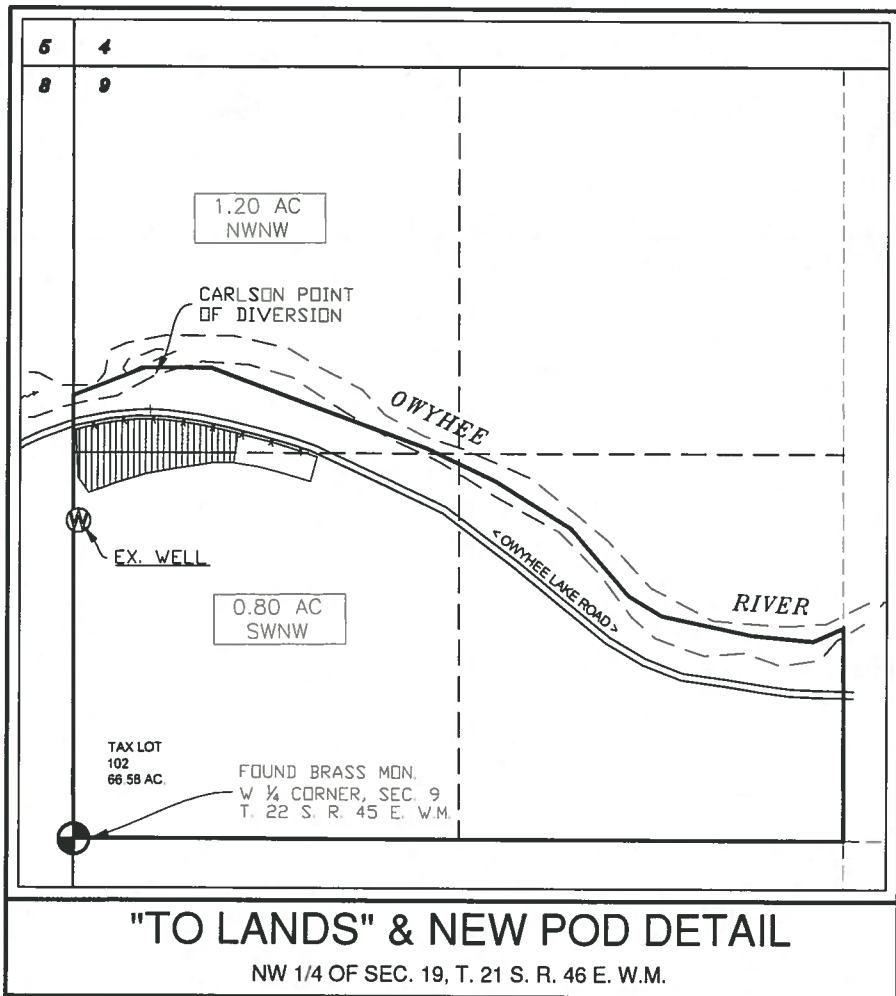 5 4
8 9
1.20 AC
NWNW
CARLSON POINT
OF DIVERSION
OWYHEE
W
EX. WELL
< OWYHEE LAKE ROAD >
RIVER
0.80 AC
SWNW
TAX LOT
102
66.58 AC.
FOUND BRASS MON.
W 1/4 CORNER, SEC. 9
T. 22 S. R. 45 E. W.M.
"TO LANDS" & NEW POD DETAIL
NW 1/4 OF SEC. 19, T. 21 S. R. 46 E. W.M.